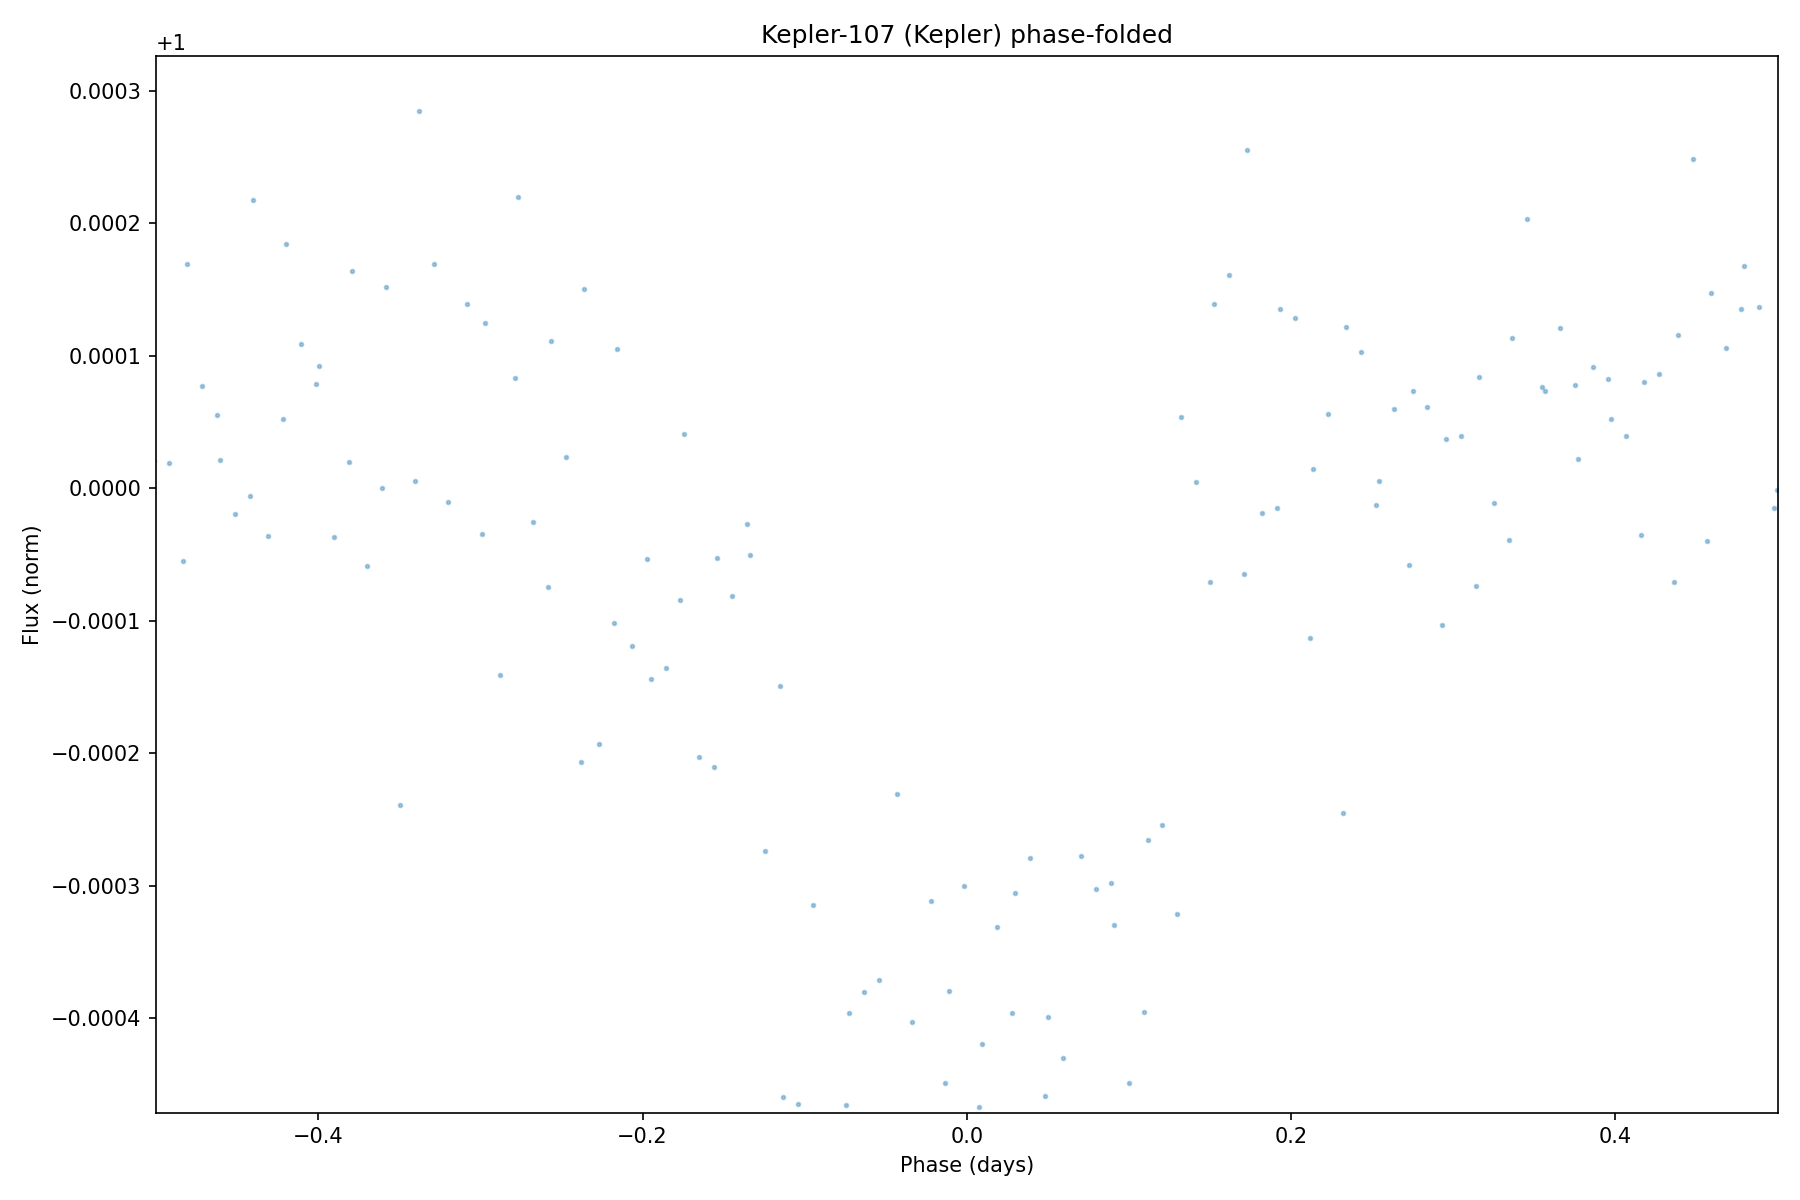 Kepler-107 (Kepler) phase-folded
+1
0.0003
0.0002
0.0001
0.0000
−0.0001
−0.0002
−0.0003
−0.0004
Flux (norm)
−0.4 −0.2 0.0 0.2 0.4
Phase (days)